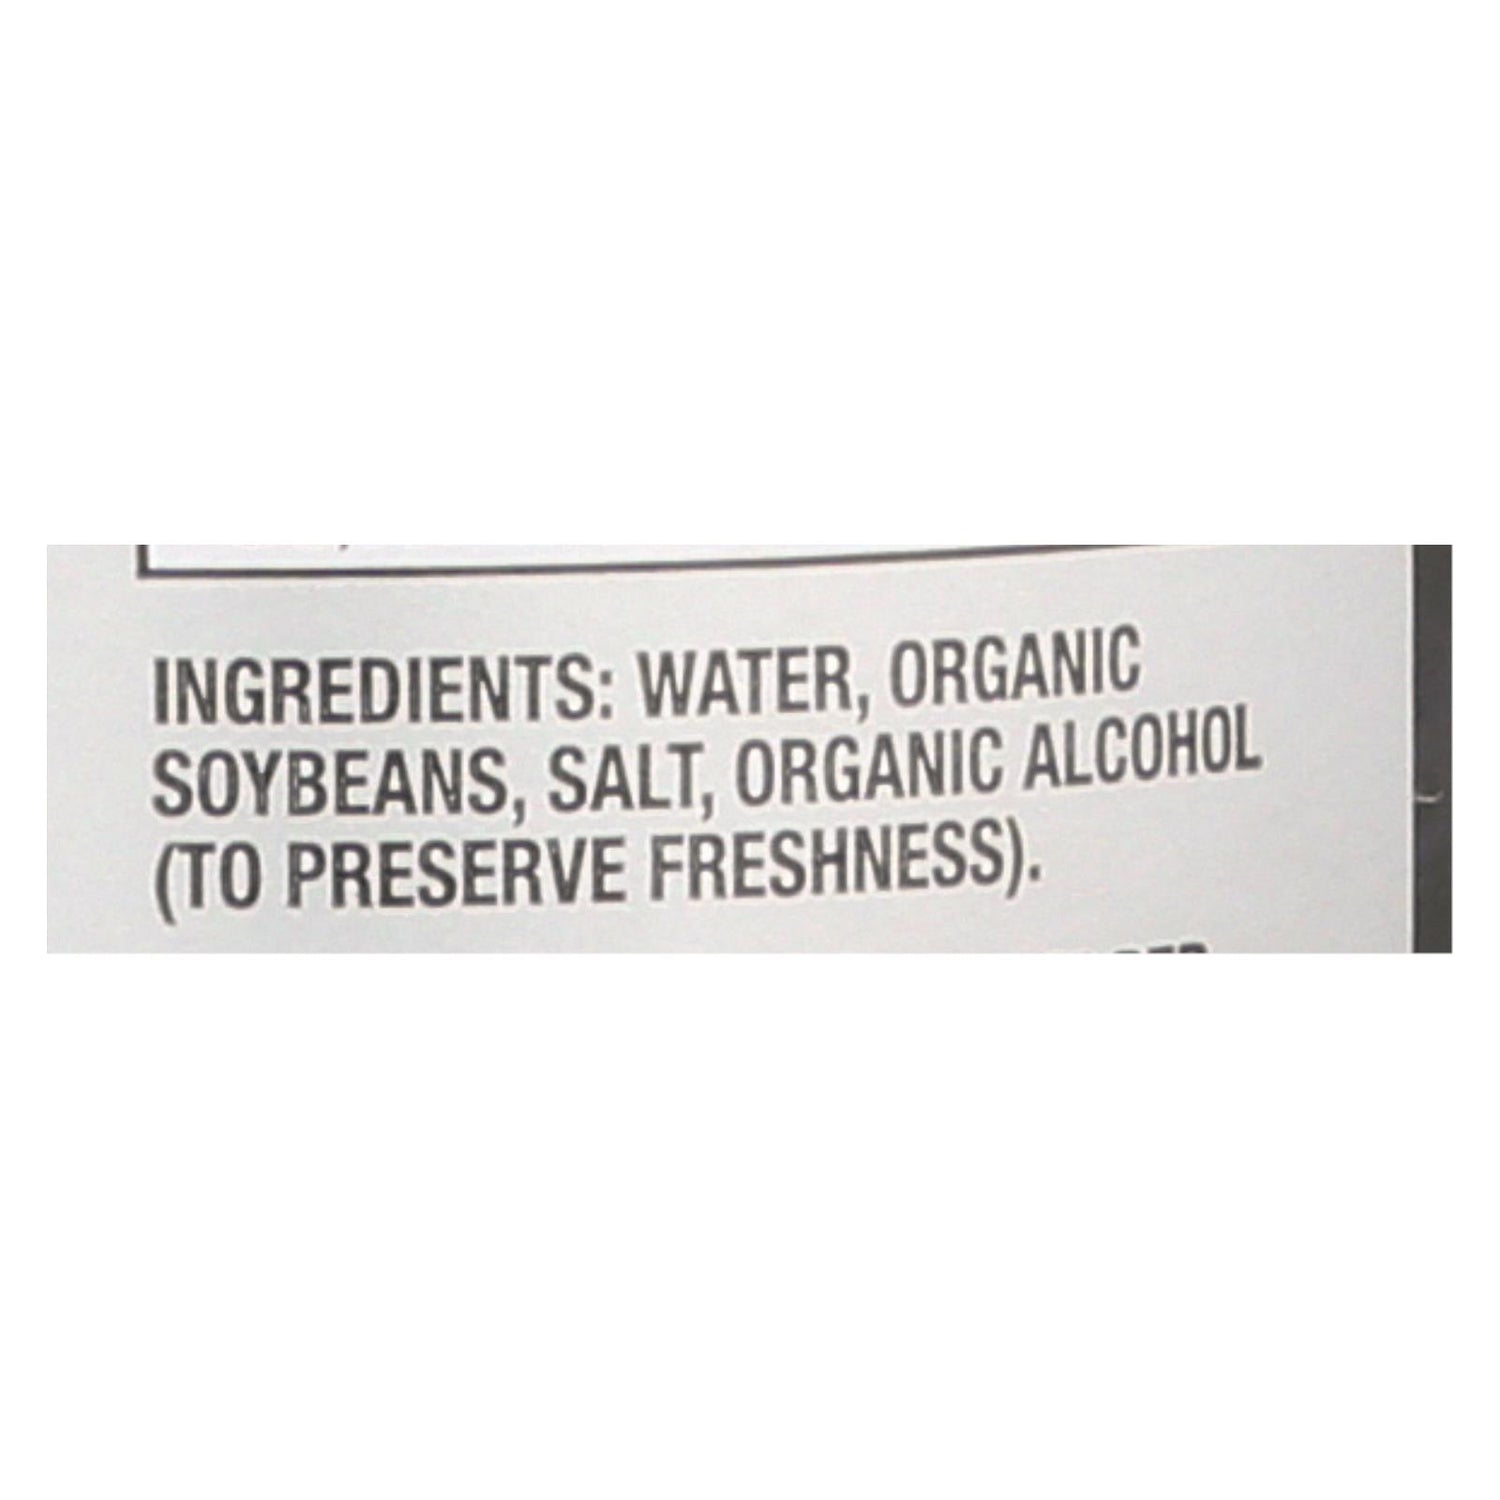 INGREDIENTS: WATER, ORGANIC
SOYBEANS, SALT, ORGANIC ALCOHOL
(TO PRESERVE FRESHNESS).